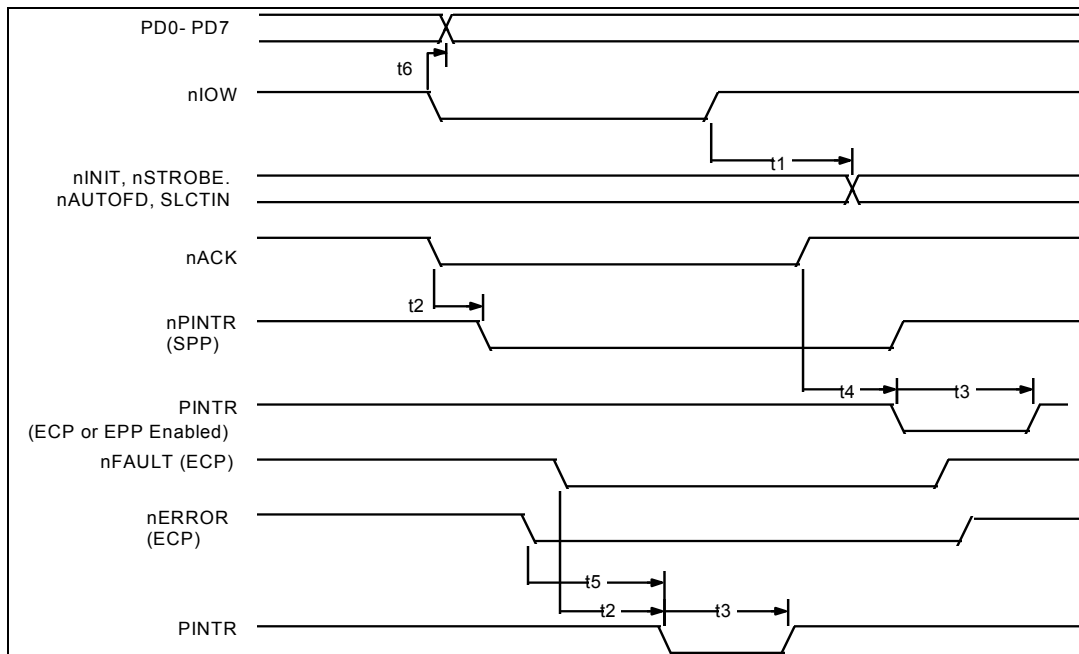 PD0- PD7
t6
nIOW
t1
nINIT, nSTROBE.
nAUTOFD, SLCTIN
nACK
t2
nPINTR
(SPP)
t4
t3
PINTR
(ECP or EPP Enabled)
nFAULT (ECP)
nERROR
(ECP)
t5
t2
t3
PINTR